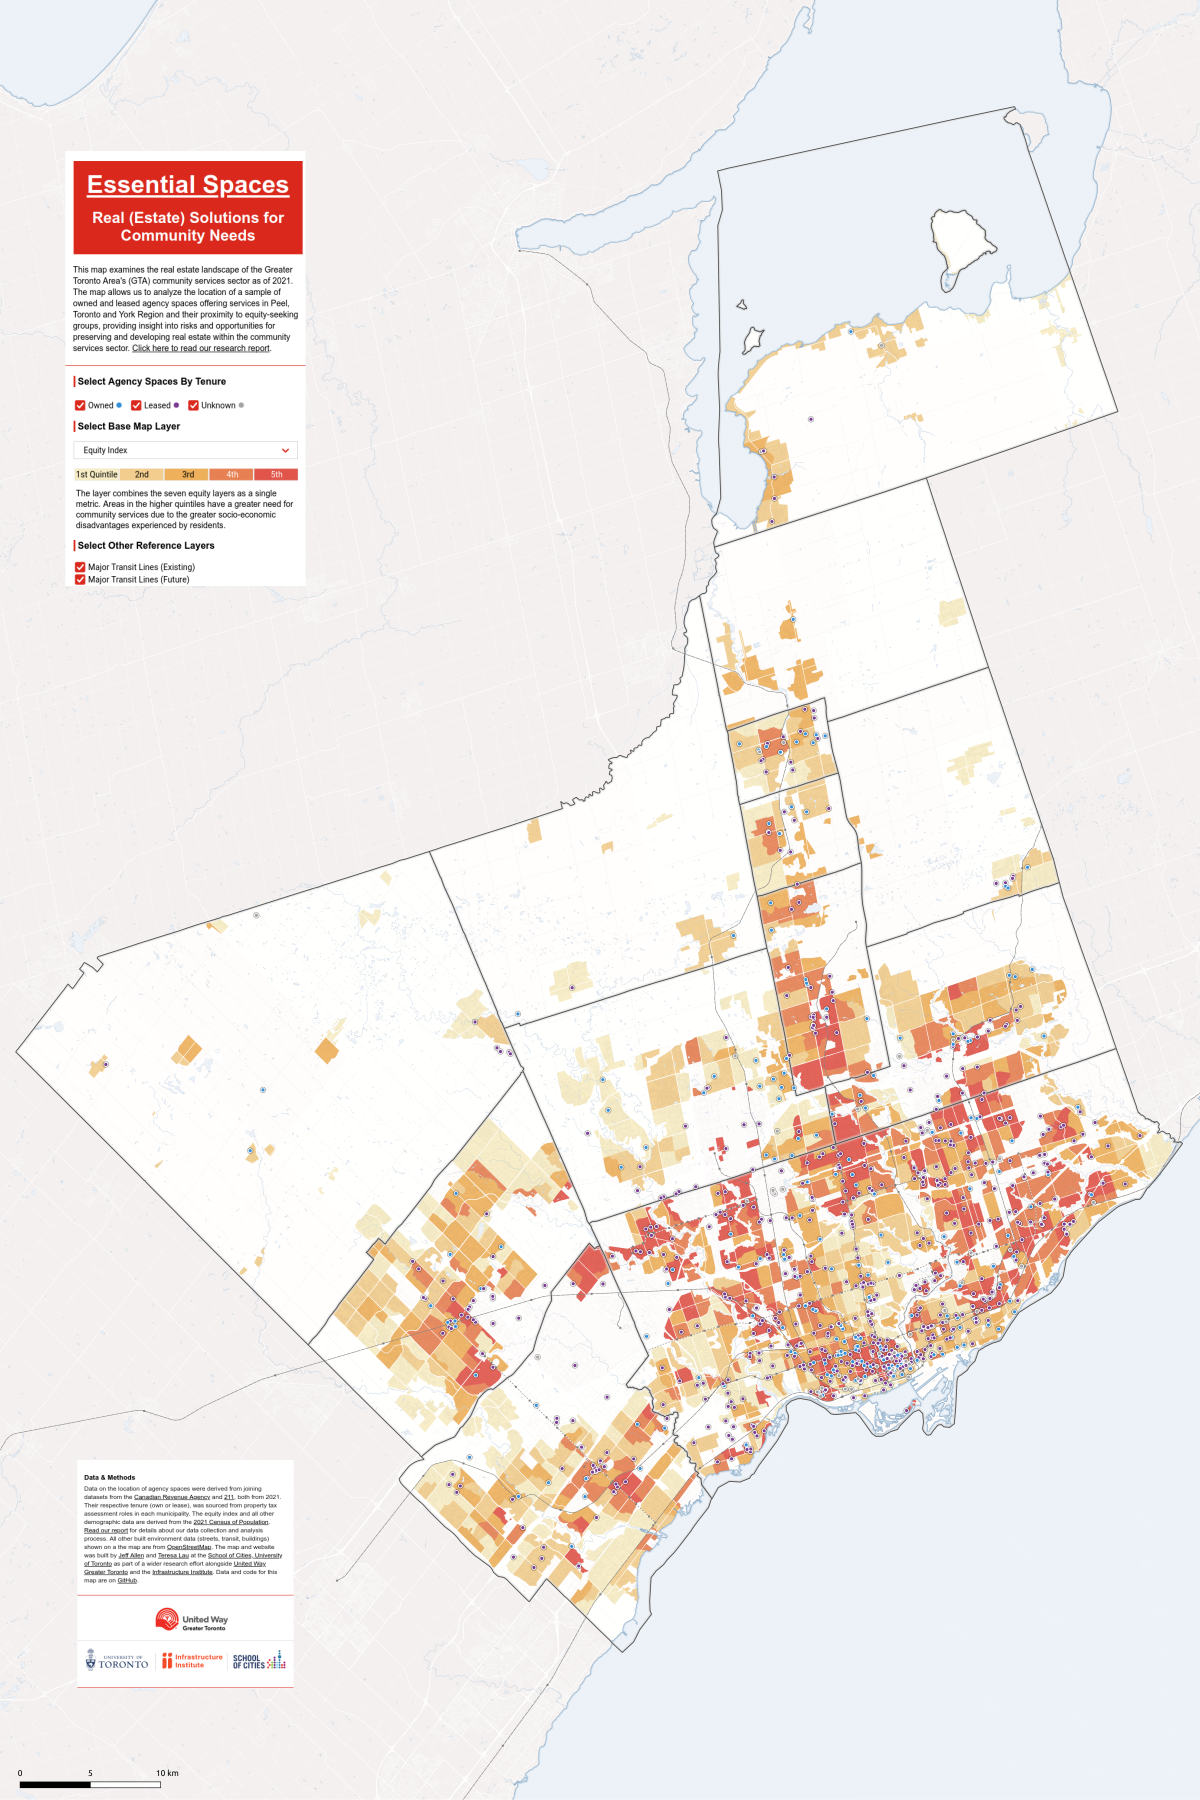 Essential Spaces
Real (Estate) Solutions for
Community Needs
This map examines the real estate landscape of the Greater
Toronto Area's (GTA) community services sector as of 2021.
The map allows us to analyze the location of a sample of
owned and leased agency spaces offering services in Peel,
Toronto and York Region and their proximity to equity-seeking
groups, providing insight into risks and opportunities for
preserving and developing real estate within the community
services sector. Click here to read our research report.
Select Agency Spaces By Tenure
Owned Leased Unknown
Select Base Map Layer
Equity Index
1st Quintile 2nd 3rd 4th 5th
The layer combines the seven equity layers as a single
metric. Areas in the higher quintiles have a greater need for
community services due to the greater socio-economic
disadvantages experienced by residents.
Select Other Reference Layers
Major Transit Lines (Existing)
Major Transit Lines (Future)
Data & Methods
Data on the location of agency spaces were derived from joining
datasets from the Canadian Revenue Agency and 211, both from 2021.
Their respective tenure (own or lease), was sourced from property tax
assessment roles in each municipality. The equity index and all other
demographic data are derived from the 2021 Census of Population.
Read our report for details about our data collection and analysis
process. All other built environment data (streets, transit, buildings)
shown on a the map are from OpenStreetMap. The map and website
was built by Jeff Allen and Teresa Lau at the School of Cities, University
of Toronto as part of a wider research effort alongside United Way
Greater Toronto and the Infrastructure Institute. Data and code for this
map are on GitHub.
United Way
Greater Toronto
UNIVERSITY OF
TORONTO
Infrastructure
Institute
SCHOOL
OF CITIES
0 5 10 km